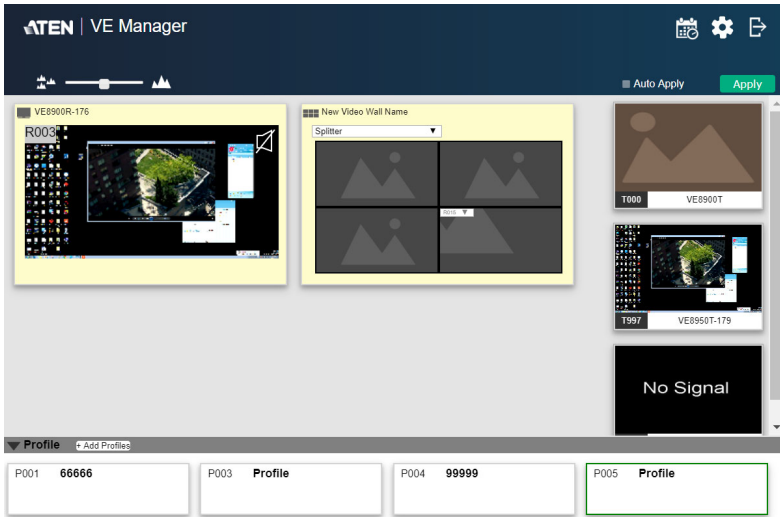 ATEN | VE Manager
Auto Apply
Apply
VE8900R-176
R003
New Video Wall Name
Splitter
R016
T000 VE8900T
T997 VE8950T-179
No Signal
Profile + Add Profiles
P001 66666
P003 Profile
P004 99999
P005 Profile